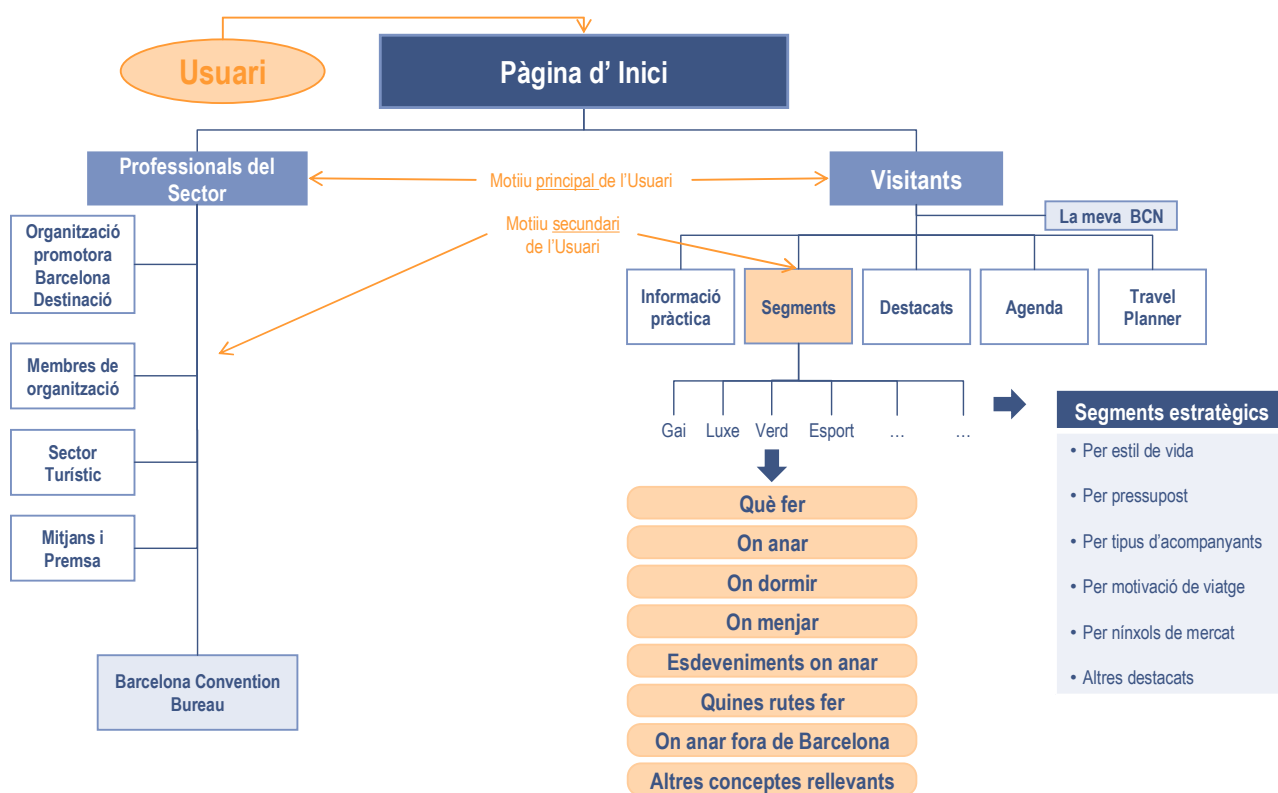 Usuari
Pàgina d' Inici
Professionals del
Sector
Motiiu principal de l'Usuari
Visitants
La meva BCN
Organització
promotora
Barcelona
Destinació
Motiiu secundari
de l'Usuari
Informació
pràctica
Segments
Destacats
Agenda
Travel
Planner
Membres de
organització
Sector
Turístic
Mitjans i
Premsa
Barcelona Convention
Bureau
Gai
Luxe
Verd
Esport
...
...
Segments estratègics
• Per estil de vida
• Per pressupost
• Per tipus d'acompanyants
• Per motivació de viatge
• Per nínxols de mercat
• Altres destacats
Què fer
On anar
On dormir
On menjar
Esdeveniments on anar
Quines rutes fer
On anar fora de Barcelona
Altres conceptes rellevants